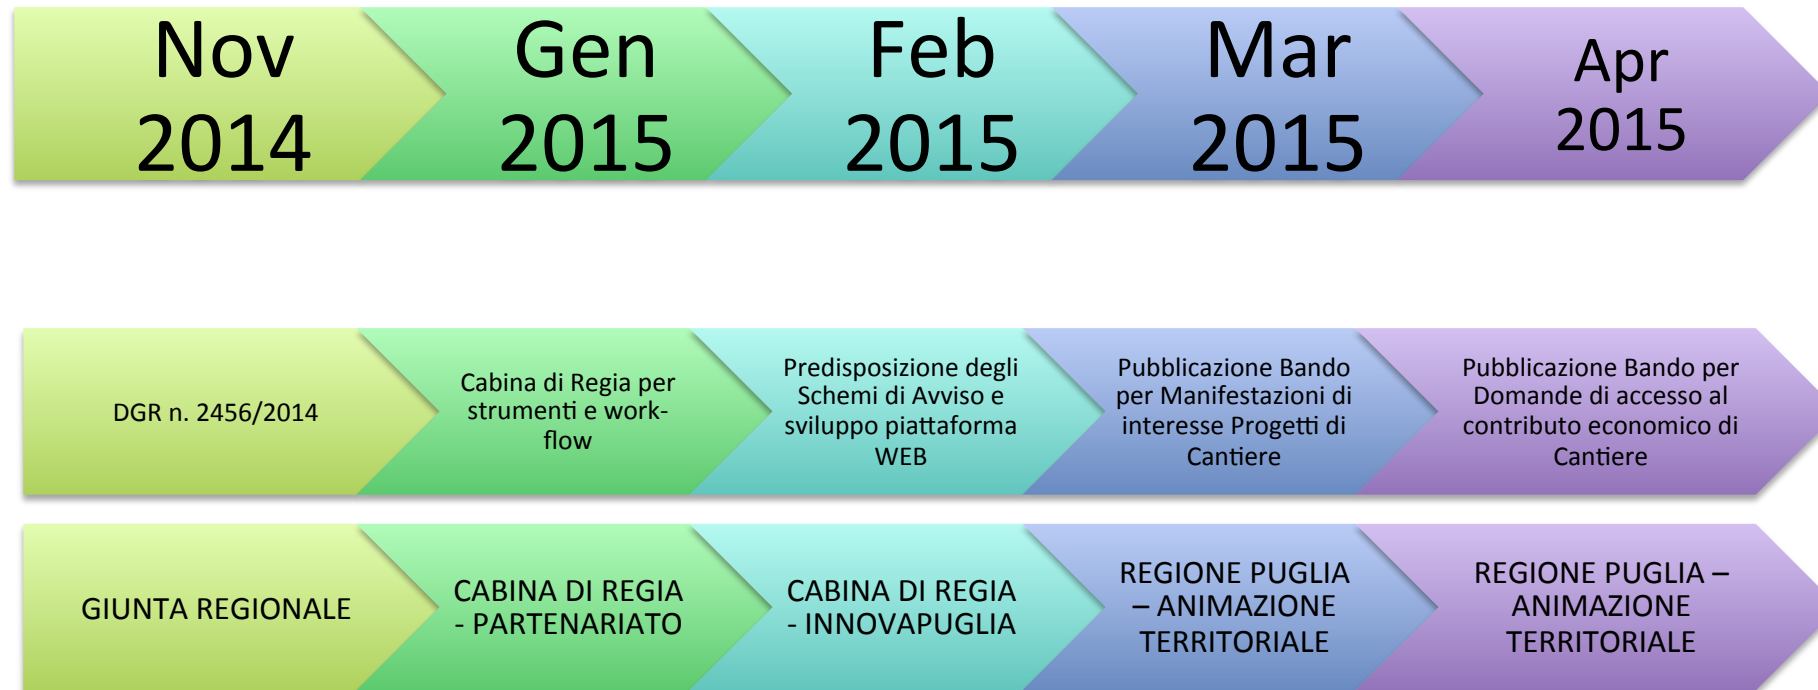 Nov
2014
Gen
2015
Feb
2015
Mar
2015
Apr
2015
DGR n. 2456/2014
Cabina di Regia per
strumenti e work-
flow
Predisposizione degli
Schemi di Avviso e
sviluppo piattaforma
WEB
Pubblicazione Bando
per Manifestazioni di
interesse Progetti di
Cantiere
Pubblicazione Bando per
Domande di accesso al
contributo economico di
Cantiere
GIUNTA REGIONALE
CABINA DI REGIA
- PARTENARIATO
CABINA DI REGIA
- INNOVAPUGLIA
REGIONE PUGLIA
– ANIMAZIONE
TERRITORIALE
REGIONE PUGLIA –
ANIMAZIONE
TERRITORIALE